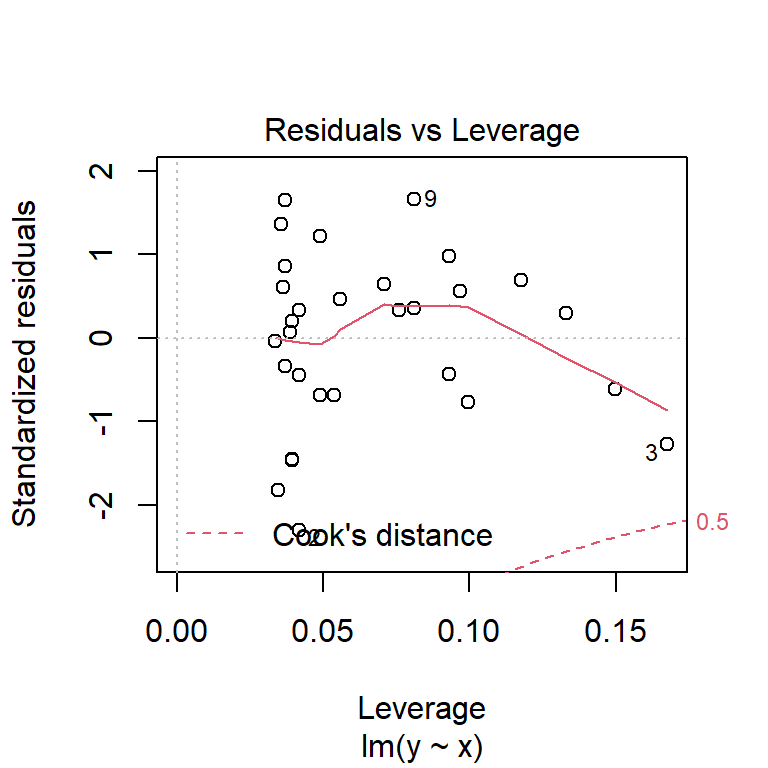 Residuals vs Leverage
Standardized residuals
2
1
0
-1
-2
9
3
2
Cook's distance
0.5
0.00 0.05 0.10 0.15
Leverage
lm(y ~ x)